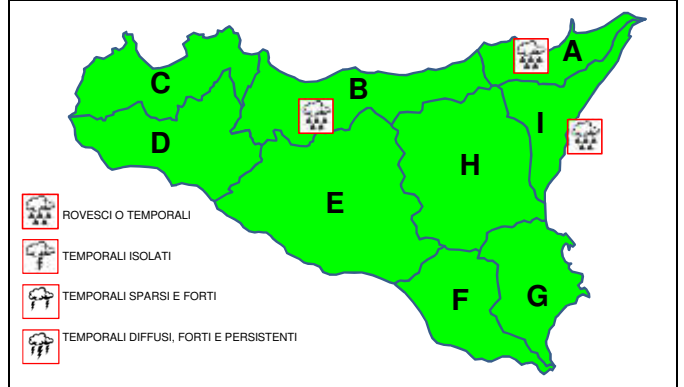 A
B
C
I
D
H
E
ROVESCI O TEMPORALI
TEMPORALI ISOLATI
TEMPORALI SPARSI E FORTI
F
G
TEMPORALI DIFFUSI, FORTI E PERSISTENTI